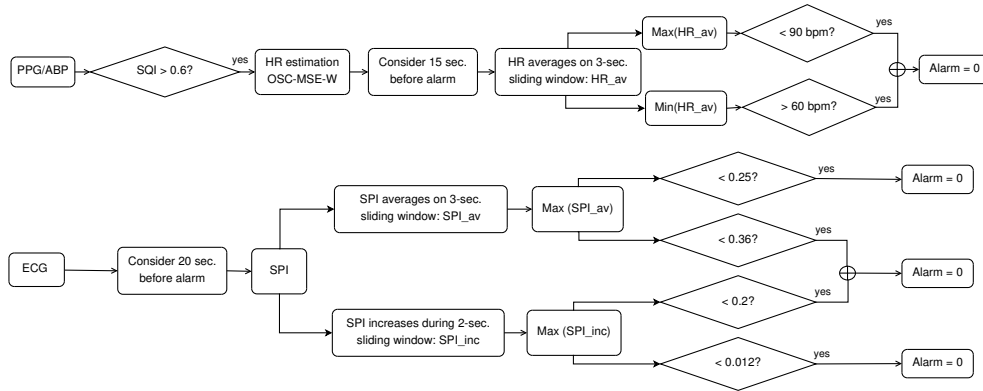 PPG/ABP
SQI > 0.6?
yes
HR estimation
OSC-MSE-W
Consider 15 sec.
before alarm
HR averages on 3-sec.
sliding window: HR_av
Max(HR_av)
< 90 bpm?
yes
Min(HR_av)
> 60 bpm?
yes
Alarm = 0
ECG
Consider 20 sec.
before alarm
SPI
SPI averages on 3-sec.
sliding window: SPI_av
Max (SPI_av)
< 0.25?
yes
Alarm = 0
< 0.36?
yes
Alarm = 0
SPI increases during 2-sec.
sliding window: SPI_inc
Max (SPI_inc)
< 0.2?
yes
< 0.012?
yes
Alarm = 0